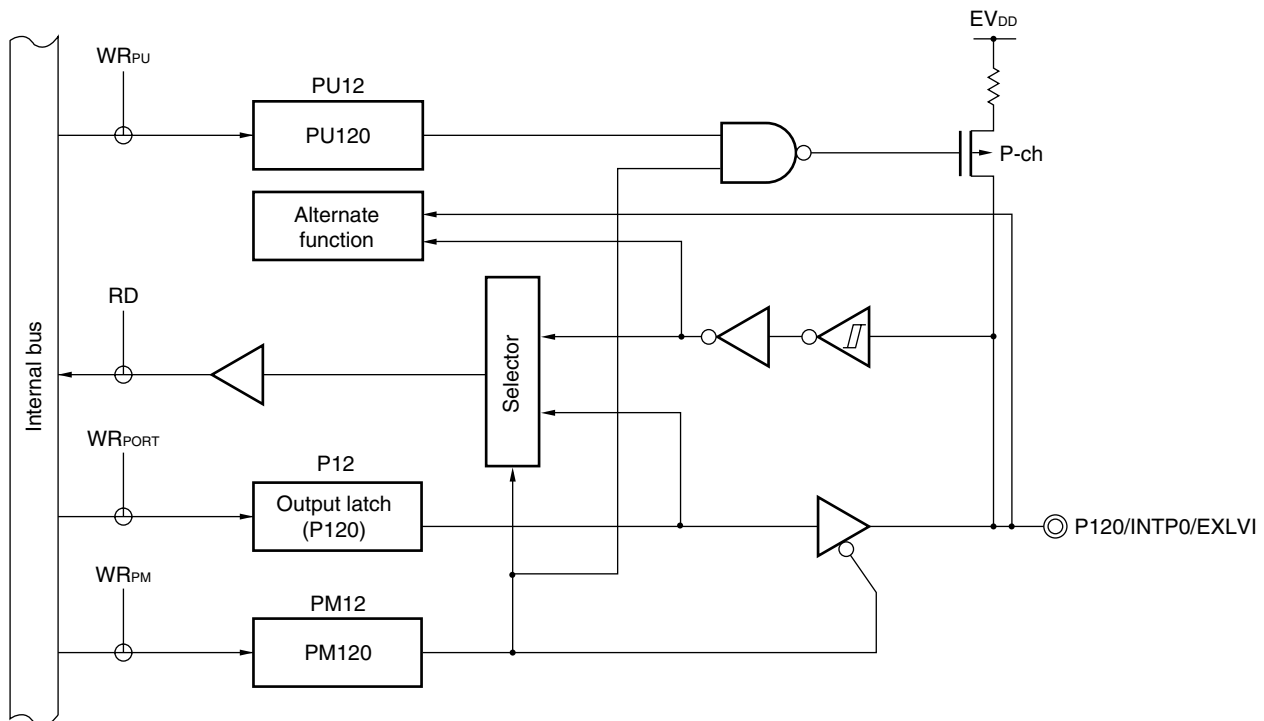 EVDD
WRPU
PU12
PU120
P-ch
Alternate
function
RD
Internal bus
Selector
WRPORT
P12
Output latch
(P120)
P120/INTP0/EXLVI
WRPM
PM12
PM120